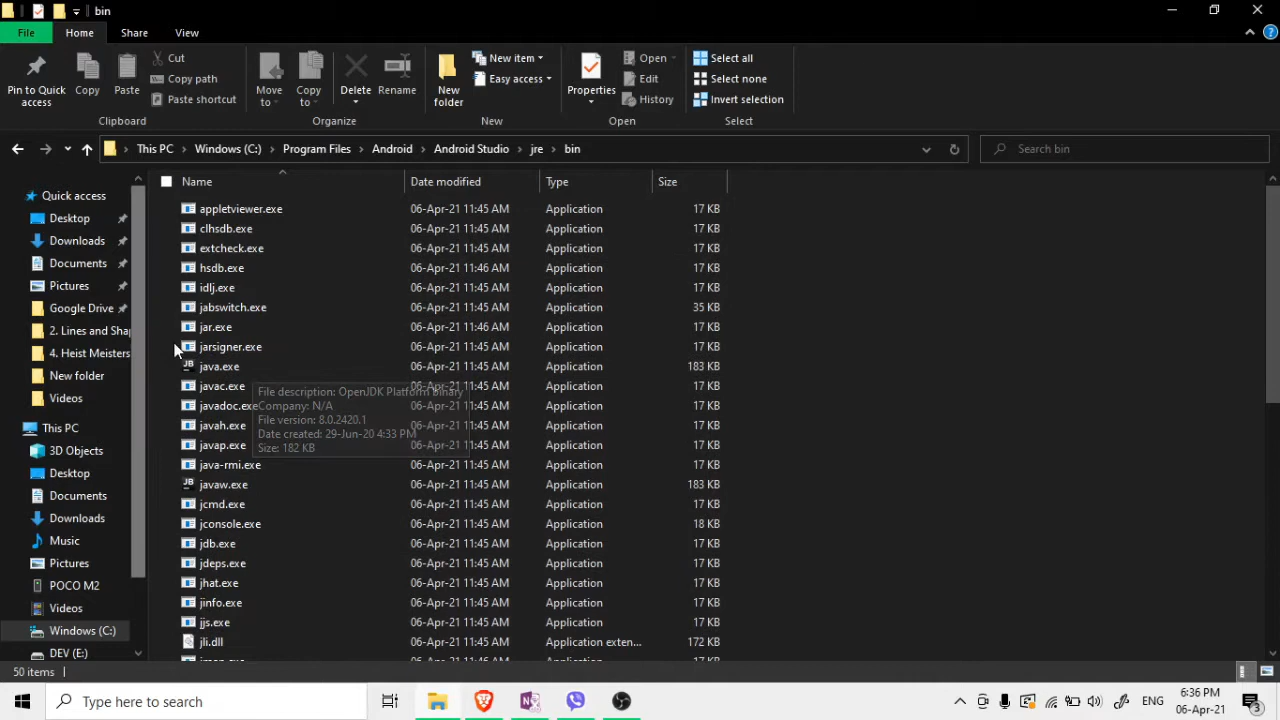 bin
File Home Share View
Pin to Quick access
Copy
Paste
Cut
Copy path
Paste shortcut
Clipboard
Move to
Copy to
Delete
Rename
Organize
New folder
New item
Easy access
New
Properties
Open
Edit
History
Open
Select all
Select none
Invert selection
Select
This PC Windows (C:) Program Files Android Android Studio jre bin
Search bin
Quick access
Desktop
Downloads
Documents
Pictures
Google Drive
2. Lines and Shap
4. Heist Meisters
New folder
Videos
This PC
3D Objects
Desktop
Documents
Downloads
Music
Pictures
POCO M2
Videos
Windows (C:)
DEV (E:)
Name Date modified Type Size
appletviewer.exe 06-Apr-21 11:45 AM Application 17 KB
clhsdb.exe 06-Apr-21 11:45 AM Application 17 KB
extcheck.exe 06-Apr-21 11:45 AM Application 17 KB
hsdb.exe 06-Apr-21 11:46 AM Application 17 KB
idlj.exe 06-Apr-21 11:45 AM Application 17 KB
jabswitch.exe 06-Apr-21 11:45 AM Application 35 KB
jar.exe 06-Apr-21 11:46 AM Application 17 KB
jarsigner.exe 06-Apr-21 11:45 AM Application 17 KB
JB java.exe 06-Apr-21 11:45 AM Application 183 KB
javac.exe 06-Apr-21 11:45 AM Application 17 KB
javadoc.exe 06-Apr-21 11:45 AM Application 17 KB
javah.exe 06-Apr-21 11:45 AM Application 17 KB
javap.exe 06-Apr-21 11:45 AM Application 17 KB
java-rmi.exe 06-Apr-21 11:45 AM Application 17 KB
JB javaw.exe 06-Apr-21 11:45 AM Application 183 KB
jcmd.exe 06-Apr-21 11:45 AM Application 17 KB
jconsole.exe 06-Apr-21 11:45 AM Application 18 KB
jdb.exe 06-Apr-21 11:45 AM Application 17 KB
jdeps.exe 06-Apr-21 11:45 AM Application 17 KB
jhat.exe 06-Apr-21 11:45 AM Application 17 KB
jinfo.exe 06-Apr-21 11:45 AM Application 17 KB
jjs.exe 06-Apr-21 11:45 AM Application 17 KB
jli.dll 06-Apr-21 11:45 AM Application exten... 172 KB
File description: OpenJDK Platform binary
Company: N/A
File version: 8.0.2420.1
Date created: 29-Jun-20 4:33 PM
Size: 182 KB
50 items
Type here to search
ENG
6:36 PM
06-Apr-21
3